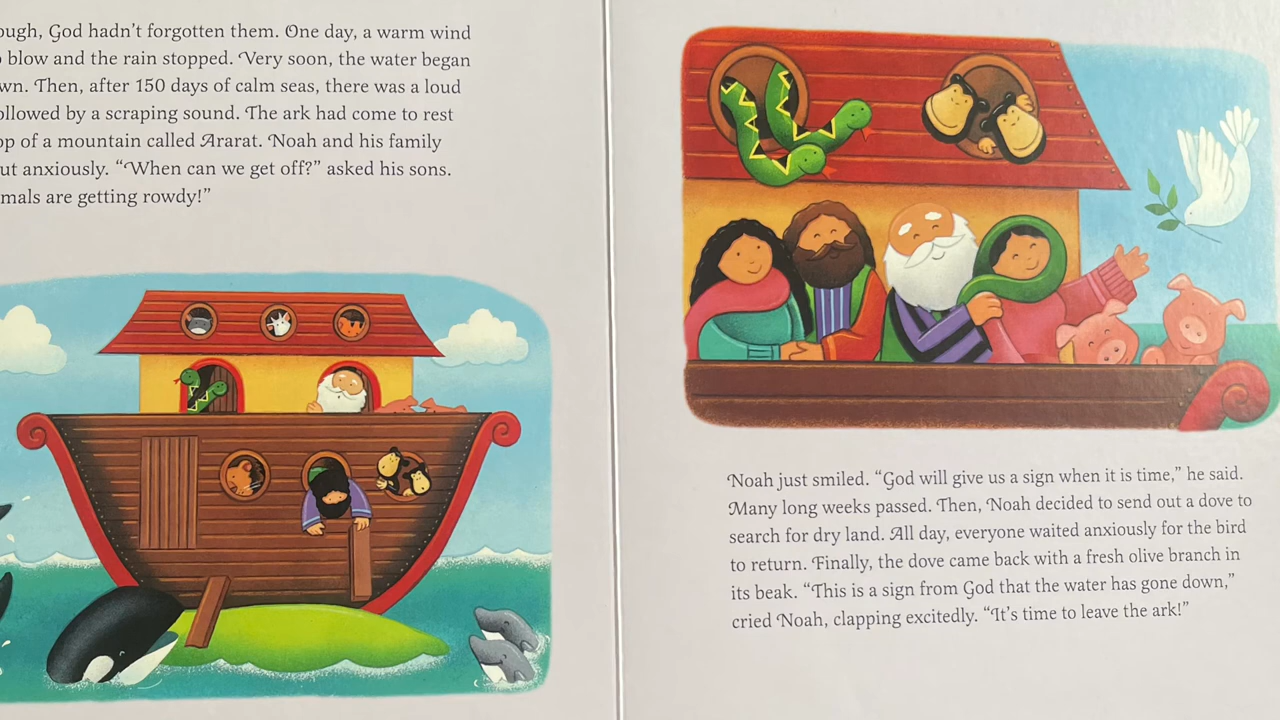 ough, God hadn't forgotten them. One day, a warm wind
blow and the rain stopped. Very soon, the water began
wn. Then, after 150 days of calm seas, there was a loud
ollowed by a scraping sound. The ark had come to rest
op of a mountain called Ararat. Noah and his family
ut anxiously. “When can we get off?” asked his sons.
mals are getting rowdy!”
Noah just smiled. “God will give us a sign when it is time,” he said.
Many long weeks passed. Then, Noah decided to send out a dove to
search for dry land. All day, everyone waited anxiously for the bird
to return. Finally, the dove came back with a fresh olive branch in
its beak. “This is a sign from God that the water has gone down,”
cried Noah, clapping excitedly. “It's time to leave the ark!”